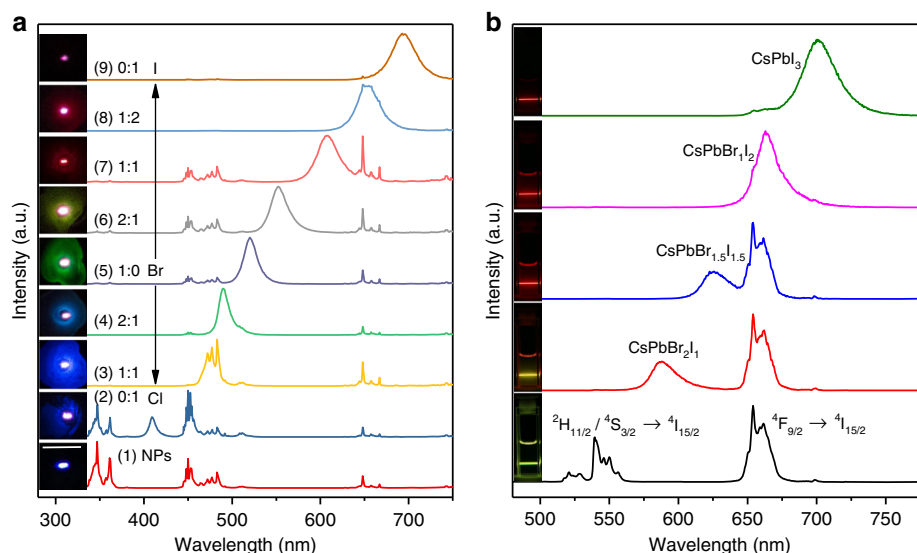 a
(9) 0:1 I
(8) 1:2
(7) 1:1
(6) 2:1
(5) 1:0 Br
(4) 2:1
(3) 1:1
(2) 0:1 Cl
(1) NPs
Intensity (a.u.)
300 400 500 600 700
Wavelength (nm)
b
CsPbI₃
CsPbBr₁I₂
CsPbBr₁.₅I₁.₅
CsPbBr₂I₁
²H₁₁/₂ / ⁴S₃/₂ → ⁴I₁₅/₂
⁴F₉/₂ → ⁴I₁₅/₂
Intensity (a.u.)
500 550 600 650 700 750
Wavelength (nm)